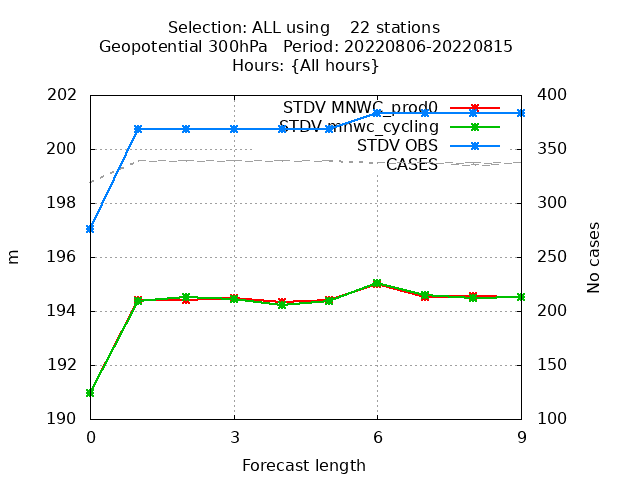 Selection: ALL using 22 stations
Geopotential 300hPa Period: 20220806-20220815
Hours: {All hours}
202
200
198
196
194
192
190
400
350
300
250
200
150
100
STDV MNWC_prod0
STDV mnwc_cycling
STDV OBS
CASES
m
No cases
0 3 6 9
Forecast length